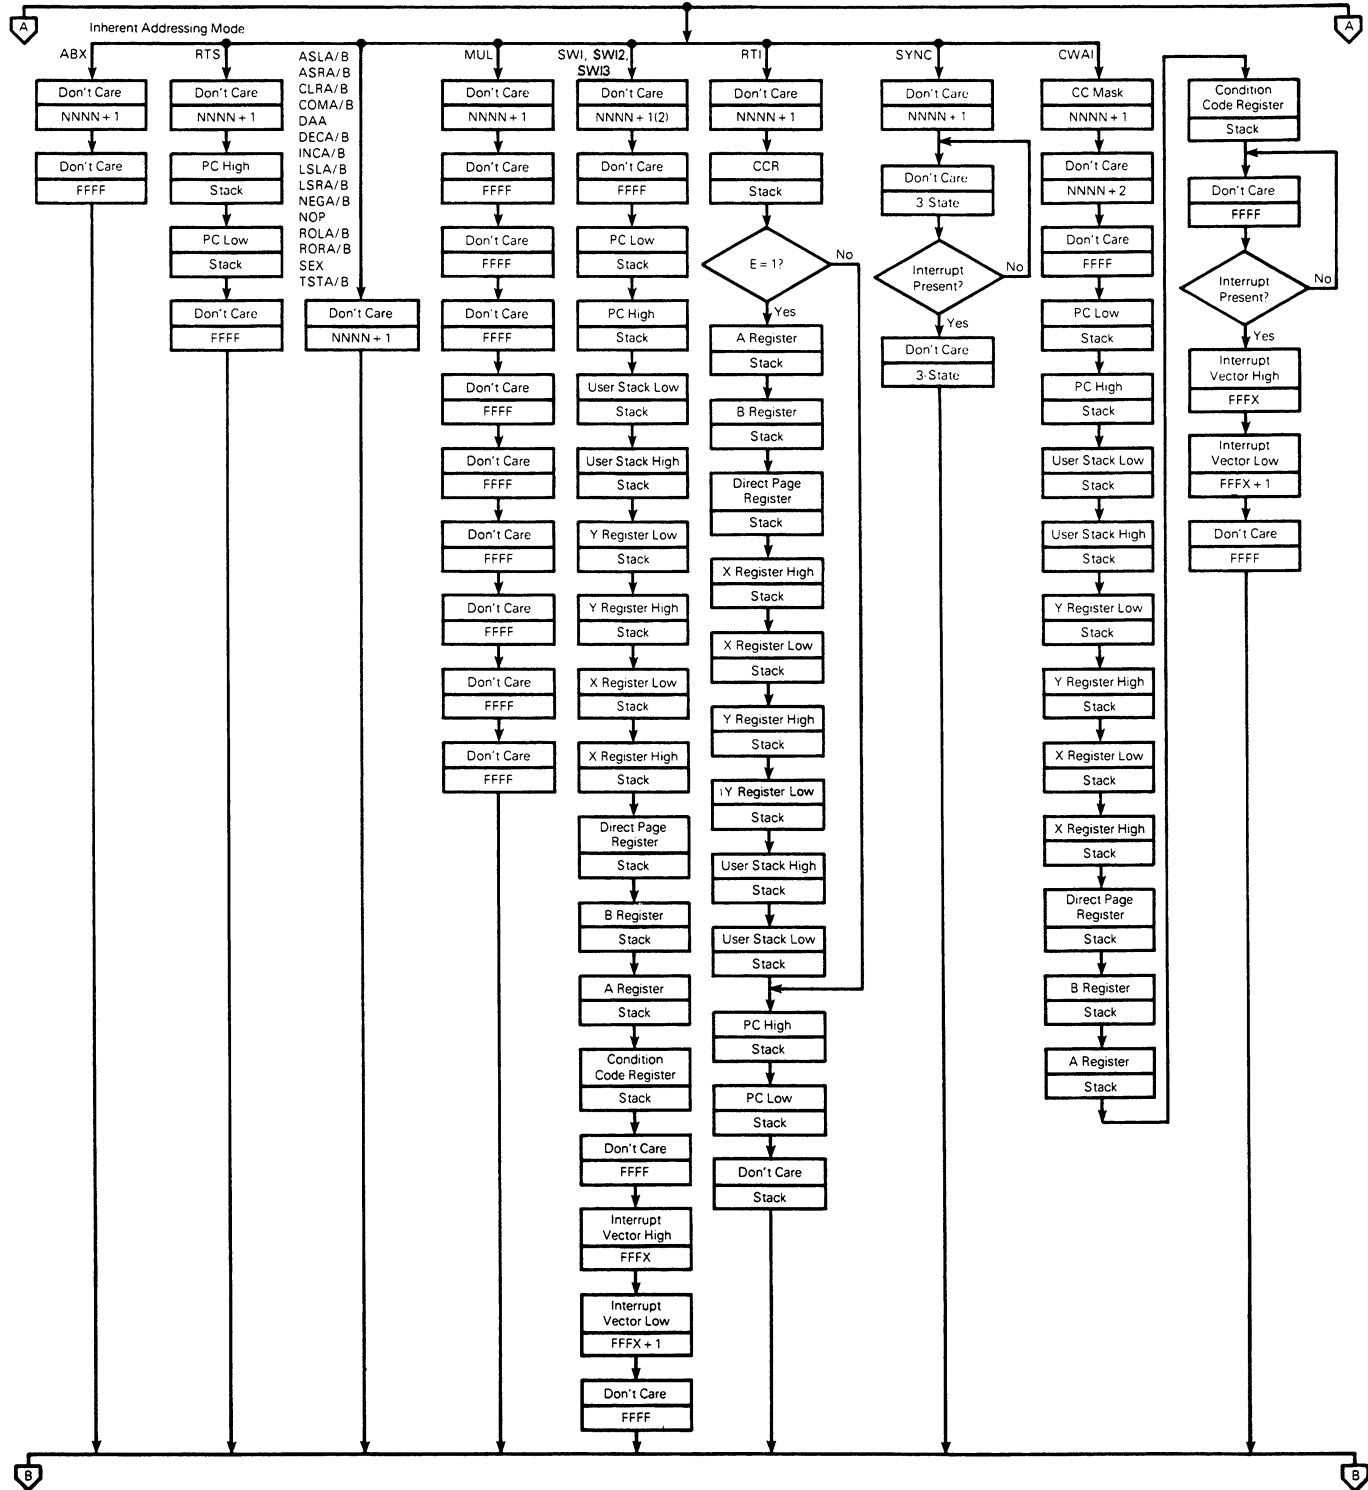 A
A
Inherent Addressing Mode
ABX
Don't Care
NNNN + 1
Don't Care
FFFF
RTS
Don't Care
NNNN + 1
PC High
Stack
PC Low
Stack
Don't Care
FFFF
ASLA/B
ASRA/B
CLRA/B
COMA/B
DAA
DECA/B
INCA/B
LSLA/B
LSRA/B
NEGA/B
NOP
ROLA/B
RORA/B
SEX
TSTA/B
Don't Care
NNNN + 1
MUL
Don't Care
NNNN + 1
Don't Care
FFFF
Don't Care
FFFF
Don't Care
FFFF
Don't Care
FFFF
Don't Care
FFFF
Don't Care
FFFF
Don't Care
FFFF
Don't Care
FFFF
Don't Care
FFFF
SWI, SWI2,
SWI3
Don't Care
NNNN + 1(2)
Don't Care
FFFF
PC Low
Stack
PC High
Stack
User Stack Low
Stack
User Stack High
Stack
Y Register Low
Stack
Y Register High
Stack
X Register Low
Stack
X Register High
Stack
Direct Page
Register
Stack
B Register
Stack
A Register
Stack
Condition
Code Register
Stack
Don't Care
FFFF
Interrupt
Vector High
FFFX
Interrupt
Vector Low
FFFX + 1
Don't Care
FFFF
RTI
Don't Care
NNNN + 1
CCR
Stack
E = 1?
No
Yes
A Register
Stack
B Register
Stack
Direct Page
Register
Stack
X Register High
Stack
X Register Low
Stack
Y Register High
Stack
Y Register Low
Stack
User Stack High
Stack
User Stack Low
Stack
PC High
Stack
PC Low
Stack
Don't Care
Stack
SYNC
Don't Care
NNNN + 1
Don't Care
3-State
Interrupt
Present?
No
Yes
Don't Care
3-State
CWAI
CC Mask
NNNN + 1
Don't Care
NNNN + 2
Don't Care
FFFF
PC Low
Stack
PC High
Stack
User Stack Low
Stack
User Stack High
Stack
Y Register Low
Stack
Y Register High
Stack
X Register Low
Stack
X Register High
Stack
Direct Page
Register
Stack
B Register
Stack
A Register
Stack
Condition
Code Register
Stack
Don't Care
FFFF
Interrupt
Present?
No
Yes
Interrupt
Vector High
FFFX
Interrupt
Vector Low
FFFX + 1
Don't Care
FFFF
B
B